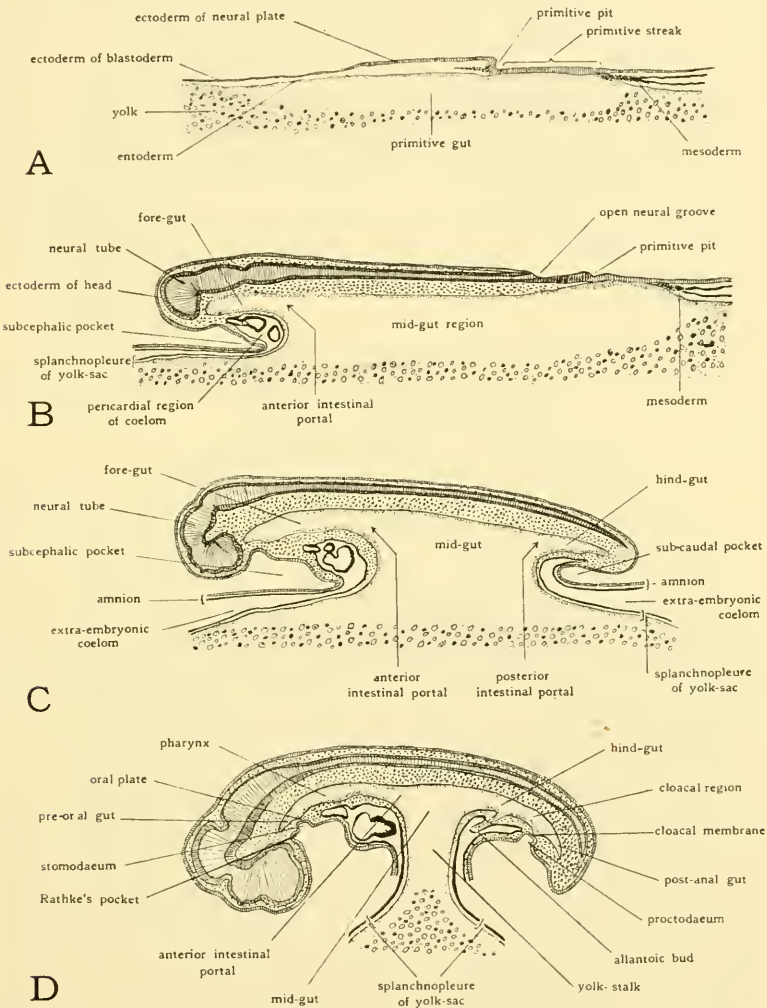 ectoderm of neural plate
primitive pit
primitive streak
ectoderm of blastoderm
yolk
entoderm
primitive gut
mesoderm
A
fore-gut
open neural groove
neural tube
primitive pit
ectoderm of head
subcephalic pocket
mid-gut region
splanchnopleure
of yolk-sac
pericardial region
of coelom
anterior intestinal
portal
mesoderm
B
fore-gut
hind-gut
neural tube
subcephalic pocket
mid-gut
sub-caudal pocket
amnion
amnion
extra-embryonic
coelom
extra-embryonic
coelom
anterior
intestinal portal
posterior
intestinal portal
splanchnopleure
of yolk-sac
C
pharynx
hind-gut
oral plate
cloacal region
pre-oral gut
cloacal membrane
stomodaeum
post-anal gut
Rathke's pocket
proctodaeum
anterior intestinal
portal
allantoic bud
mid-gut
splanchnopleure
of yolk-sac
yolk-stalk
D